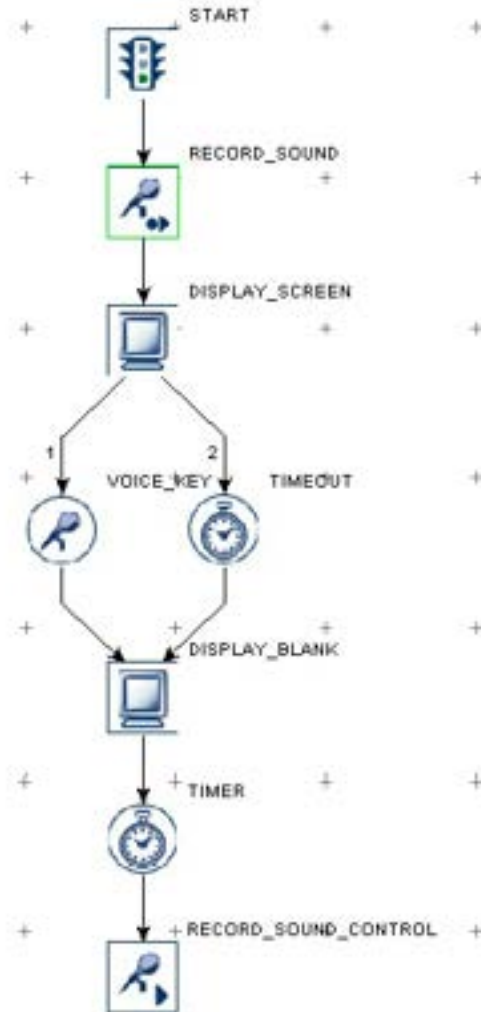 START
RECORD_SOUND
DISPLAY_SCREEN
1
2
VOICE_KEY
TIMEOUT
DISPLAY_BLANK
TIMER
RECORD_SOUND_CONTROL